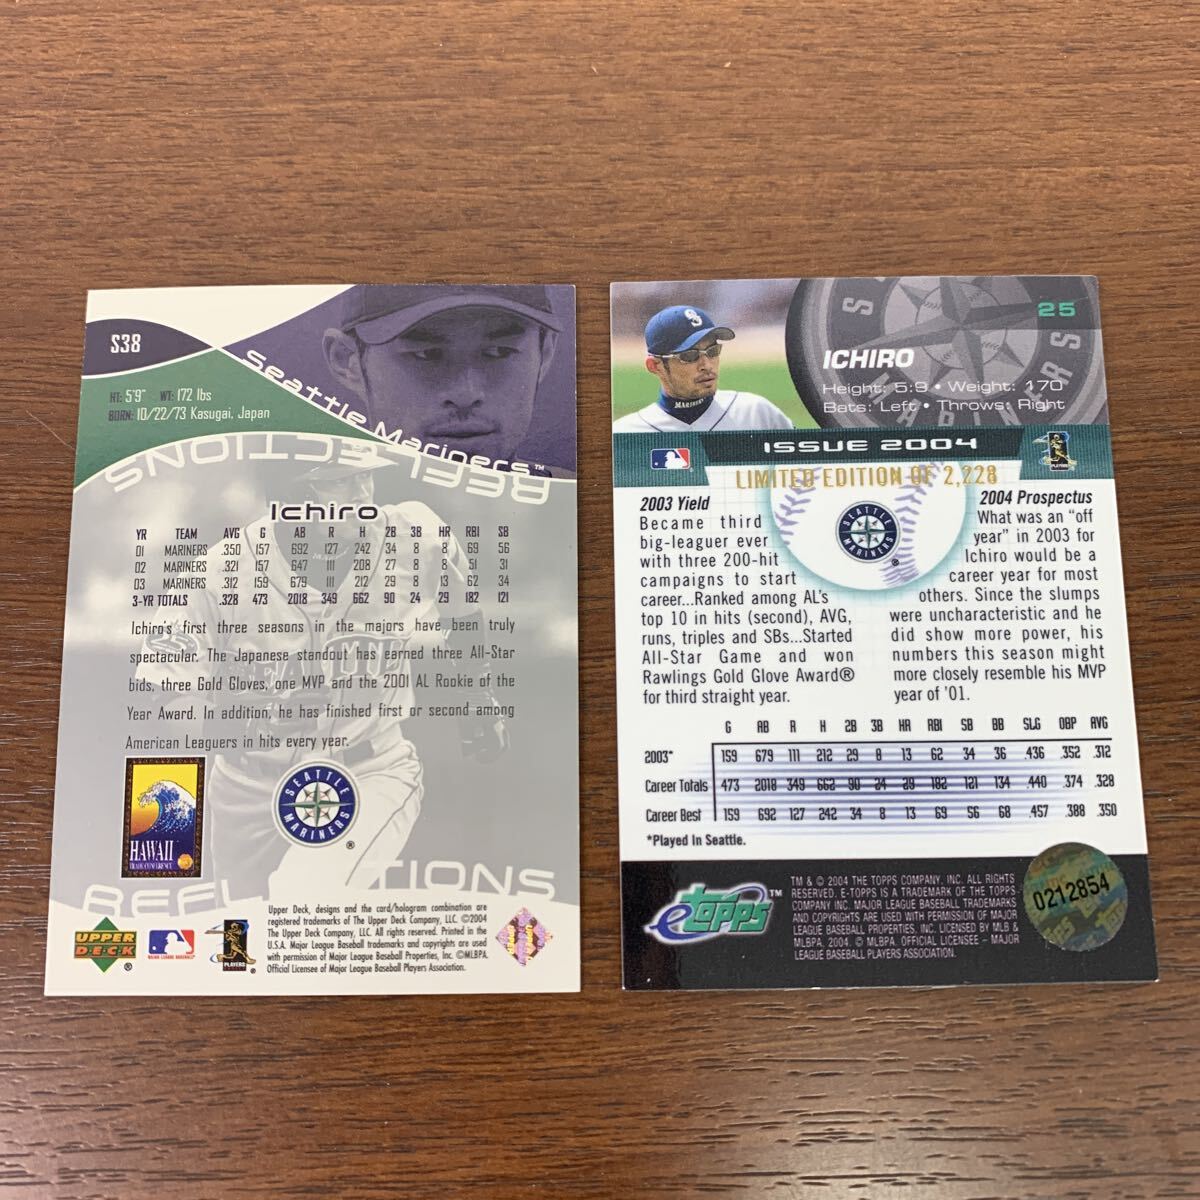 S38
HT: 5'9" WT: 172 lbs
BORN: 10/22/73 Kasugai, Japan
Seattle Mariners™
REFLECTIONS
Ichiro
YR TEAM AVG G AB R H 2B 3B HR RBI SB
01 MARINERS .350 157 692 127 242 34 8 8 69 56
02 MARINERS .321 157 647 111 208 27 8 8 51 31
03 MARINERS .312 159 679 111 212 29 8 13 62 34
3-YR TOTALS .328 473 2018 349 662 90 24 29 182 121
Ichiro's first three seasons in the majors have been truly
spectacular. The Japanese standout has earned three All-Star
bids, three Gold Gloves, one MVP and the 2001 AL Rookie of the
Year Award. In addition, he has finished first or second among
American Leaguers in hits every year.
HAWAII
TRADE CONFERENCE
SEATTLE MARINERS
®
REFLECTIONS
UPPER DECK ®
MAJOR LEAGUE BASEBALL
PLAYERS
Upper Deck, designs and the card/hologram combination are
registered trademarks of The Upper Deck Company, LLC. ©2004
The Upper Deck Company, LLC. All rights reserved. Printed in the
U.S.A. Major League Baseball trademarks and copyrights are used
with permission of Major League Baseball Properties, Inc. ©MLBPA.
Official Licensee of Major League Baseball Players Association.
25
ICHIRO
Height: 5:9 • Weight: 170
Bats: Left • Throws: Right
MARINERS
ISSUE 2004
PLAYERS
LIMITED EDITION OF 2,228
2003 Yield
Became third
big-leaguer ever
with three 200-hit
campaigns to start
career...Ranked among AL's
top 10 in hits (second), AVG,
runs, triples and SBs...Started
All-Star Game and won
Rawlings Gold Glove Award®
for third straight year.
SEATTLE MARINERS
®
2004 Prospectus
What was an "off
year" in 2003 for
Ichiro would be a
career year for most
others. Since the slumps
were uncharacteristic and he
did show more power, his
numbers this season might
more closely resemble his MVP
year of '01.
G AB R H 2B 3B HR RBI SB BB SLG OBP AVG
2003* 159 679 111 212 29 8 13 62 34 36 .436 .352 .312
Career Totals 473 2018 349 662 90 24 29 182 121 134 .440 .374 .328
Career Best 159 692 127 242 34 8 13 69 56 68 .457 .388 .350
*Played In Seattle.
etopps™
TM & © 2004 THE TOPPS COMPANY, INC. ALL RIGHTS
RESERVED. E-TOPPS IS A TRADEMARK OF THE TOPPS
COMPANY INC. MAJOR LEAGUE BASEBALL TRADEMARKS
AND COPYRIGHTS ARE USED WITH PERMISSION OF MAJOR
LEAGUE BASEBALL PROPERTIES, INC. LICENSED BY MLB &
MLBPA. 2004. © MLBPA. OFFICIAL LICENSEE – MAJOR
LEAGUE BASEBALL PLAYERS ASSOCIATION.
0212854